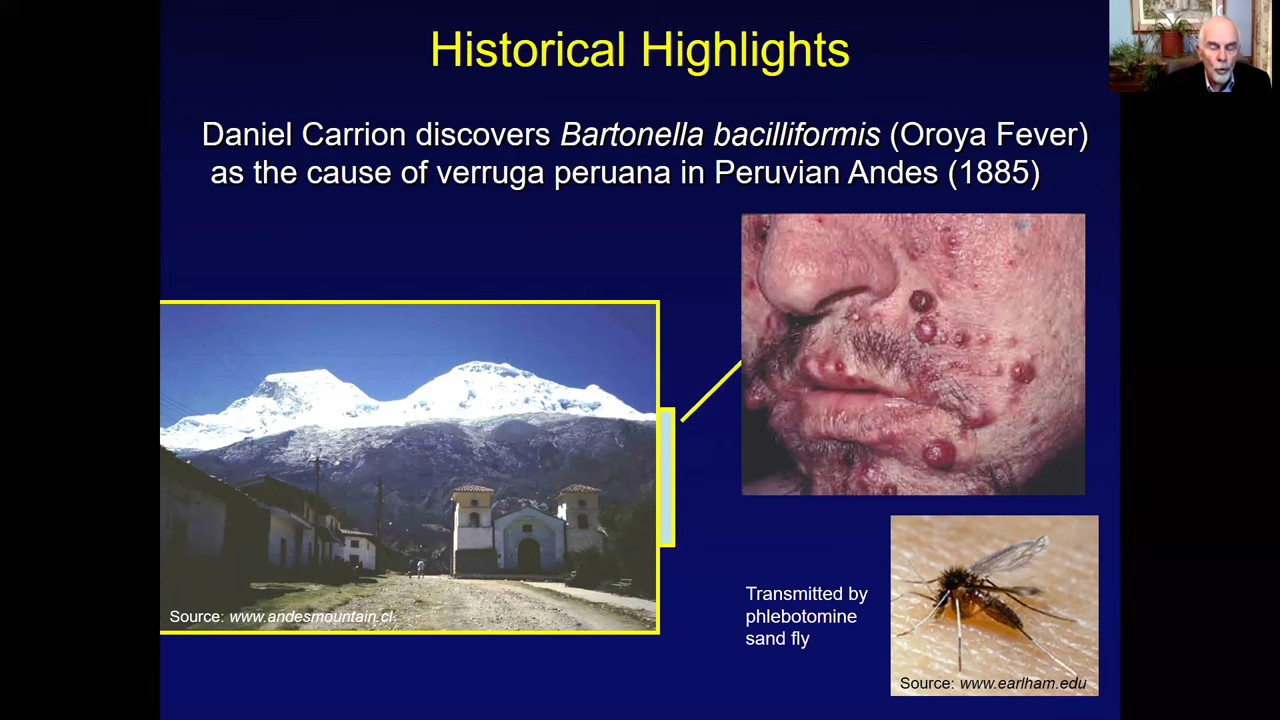 Historical Highlights
Daniel Carrion discovers Bartonella bacilliformis (Oroya Fever)
as the cause of verruga peruana in Peruvian Andes (1885)
Source: www.andesmountain.cl
Transmitted by
phlebotomine
sand fly
Source: www.earlham.edu